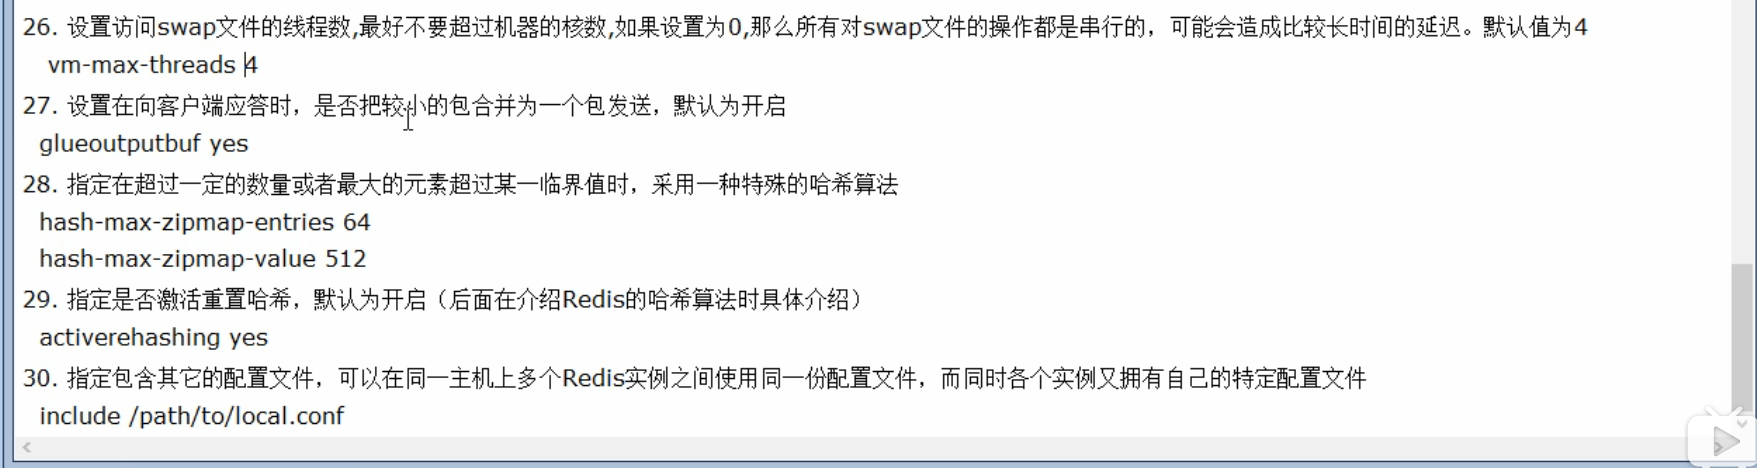 26. 设置访问swap文件的线程数,最好不要超过机器的核数,如果设置为0,那么所有对swap文件的操作都是串行的，可能会造成比较长时间的延迟。默认值为4
vm-max-threads 4
27. 设置在向客户端应答时，是否把较小的包合并为一个包发送，默认为开启
glueoutputbuf yes
28. 指定在超过一定的数量或者最大的元素超过某一临界值时，采用一种特殊的哈希算法
hash-max-zipmap-entries 64
hash-max-zipmap-value 512
29. 指定是否激活重置哈希，默认为开启（后面在介绍Redis的哈希算法时具体介绍）
activerehashing yes
30. 指定包含其它的配置文件，可以在同一主机上多个Redis实例之间使用同一份配置文件，而同时各个实例又拥有自己的特定配置文件
include /path/to/local.conf